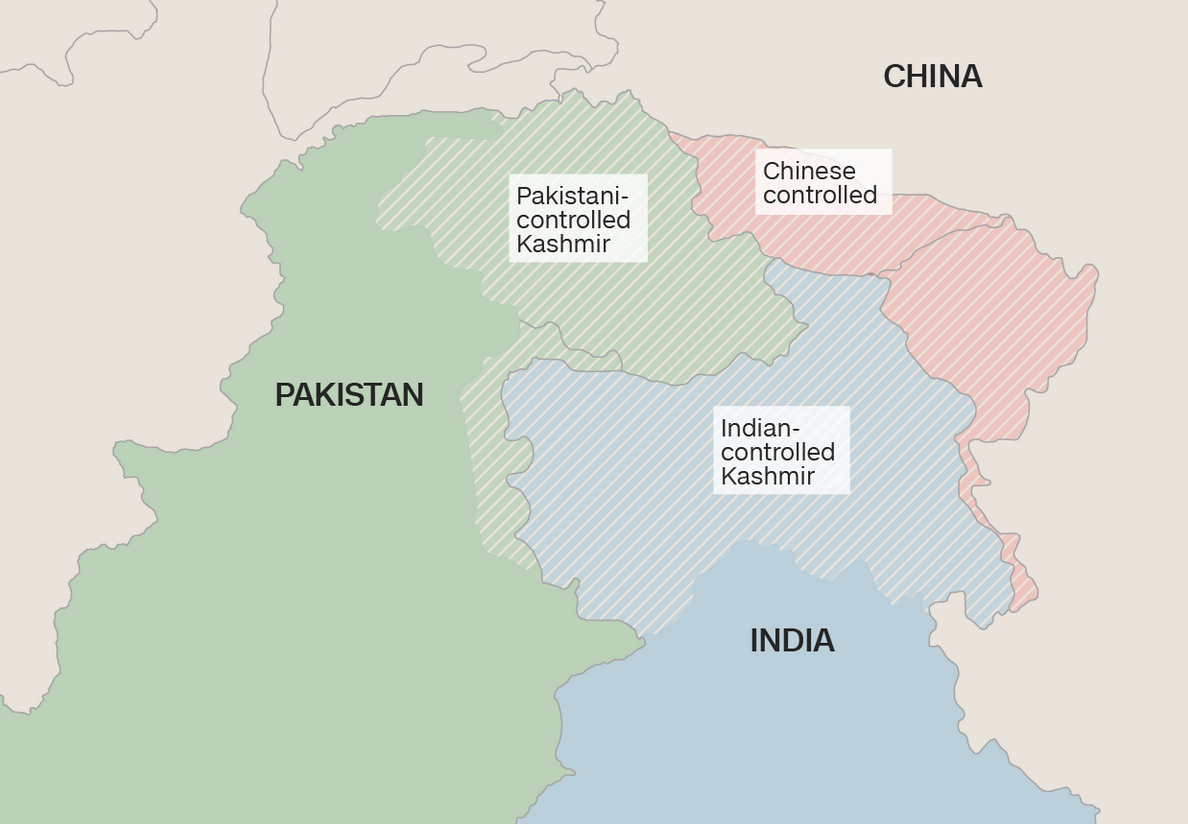 CHINA
Chinese
controlled
Pakistani-
controlled
Kashmir
PAKISTAN
Indian-
controlled
Kashmir
INDIA